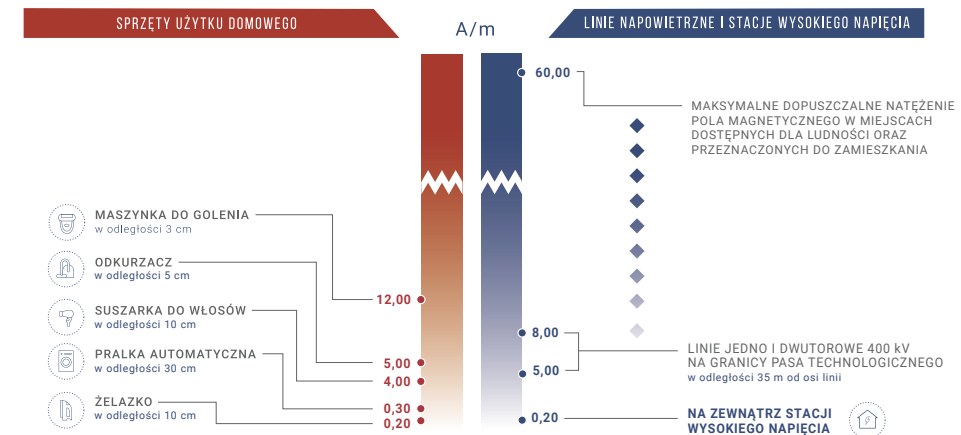 SPRZĘTY UŻYTKU DOMOWEGO
A/m
LINIE NAPOWIETRZNE I STACJE WYSOKIEGO NAPIĘCIA
60,00
MAKSYMALNE DOPUSZCZALNE NATĘŻENIE
POLA MAGNETYCZNEGO W MIEJSCACH
DOSTĘPNYCH DLA LUDNOŚCI ORAZ
PRZEZNACZONYCH DO ZAMIESZKANIA
MASZYNKA DO GOLENIA
w odległości 3 cm
ODKURZACZ
w odległości 5 cm
SUSZARKA DO WŁOSÓW
w odległości 10 cm
PRALKA AUTOMATYCZNA
w odległości 30 cm
ŻELAZKO
w odległości 10 cm
12,00
5,00
4,00
0,30
0,20
8,00
5,00
0,20
LINIE JEDNO I DWUTOROWE 400 kV
NA GRANICY PASA TECHNOLOGICZNEGO
w odległości 35 m od osi linii
NA ZEWNĄTRZ STACJI
WYSOKIEGO NAPIĘCIA